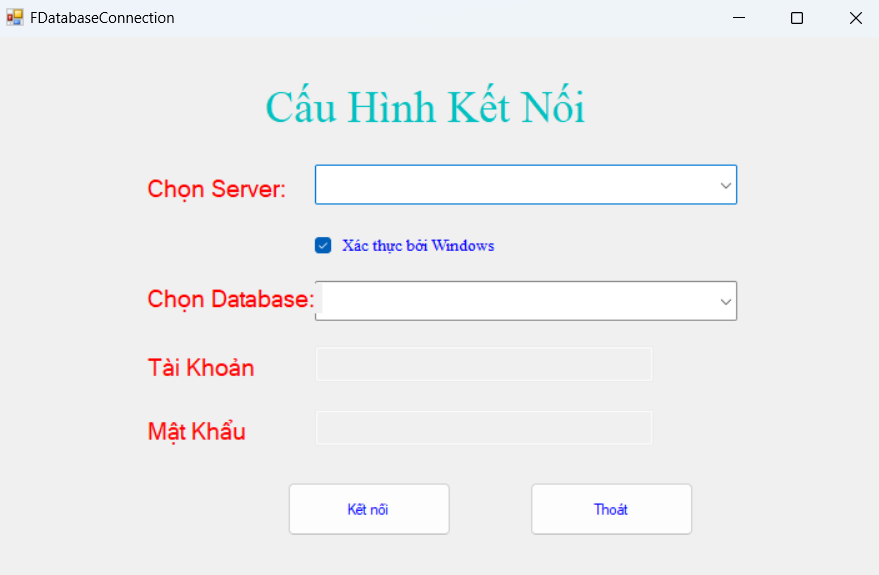 FDatabaseConnection
Cấu Hình Kết Nối
Chọn Server:
Xác thực bởi Windows
Chọn Database:
Tài Khoản
Mật Khẩu
Kết nối
Thoát